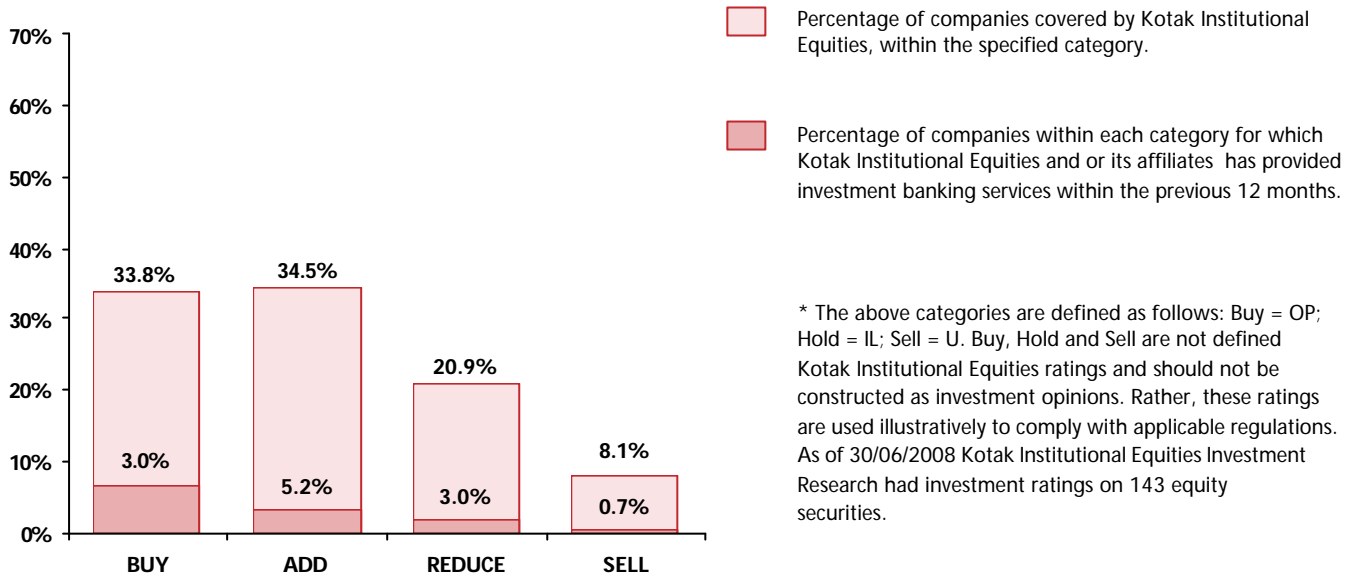 70%
60%
50%
40%
30%
20%
10%
0%
33.8%
34.5%
20.9%
8.1%
3.0%
5.2%
3.0%
0.7%
BUY
ADD
REDUCE
SELL
Percentage of companies covered by Kotak Institutional
Equities, within the specified category.
Percentage of companies within each category for which
Kotak Institutional Equities and or its affiliates has provided
investment banking services within the previous 12 months.
* The above categories are defined as follows: Buy = OP;
Hold = IL; Sell = U. Buy, Hold and Sell are not defined
Kotak Institutional Equities ratings and should not be
constructed as investment opinions. Rather, these ratings
are used illustratively to comply with applicable regulations.
As of 30/06/2008 Kotak Institutional Equities Investment
Research had investment ratings on 143 equity
securities.